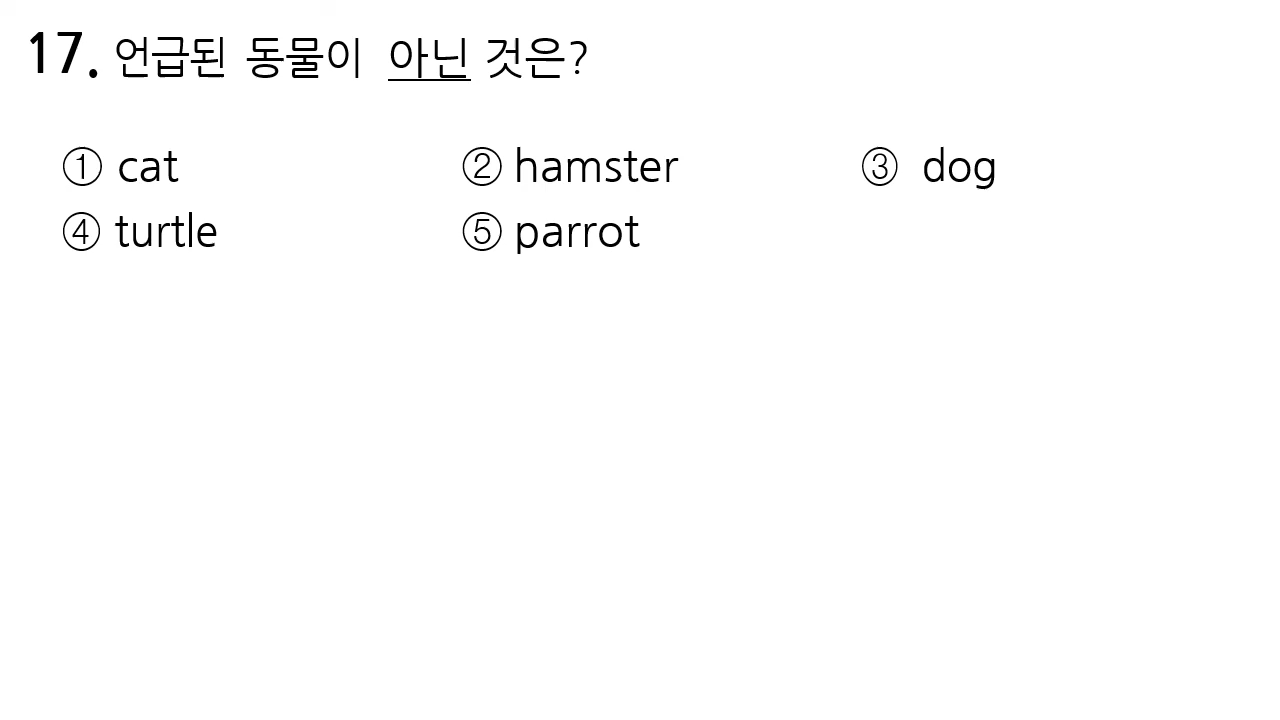 17. 언급된 동물이 아닌 것은?
① cat ② hamster ③ dog
④ turtle ⑤ parrot